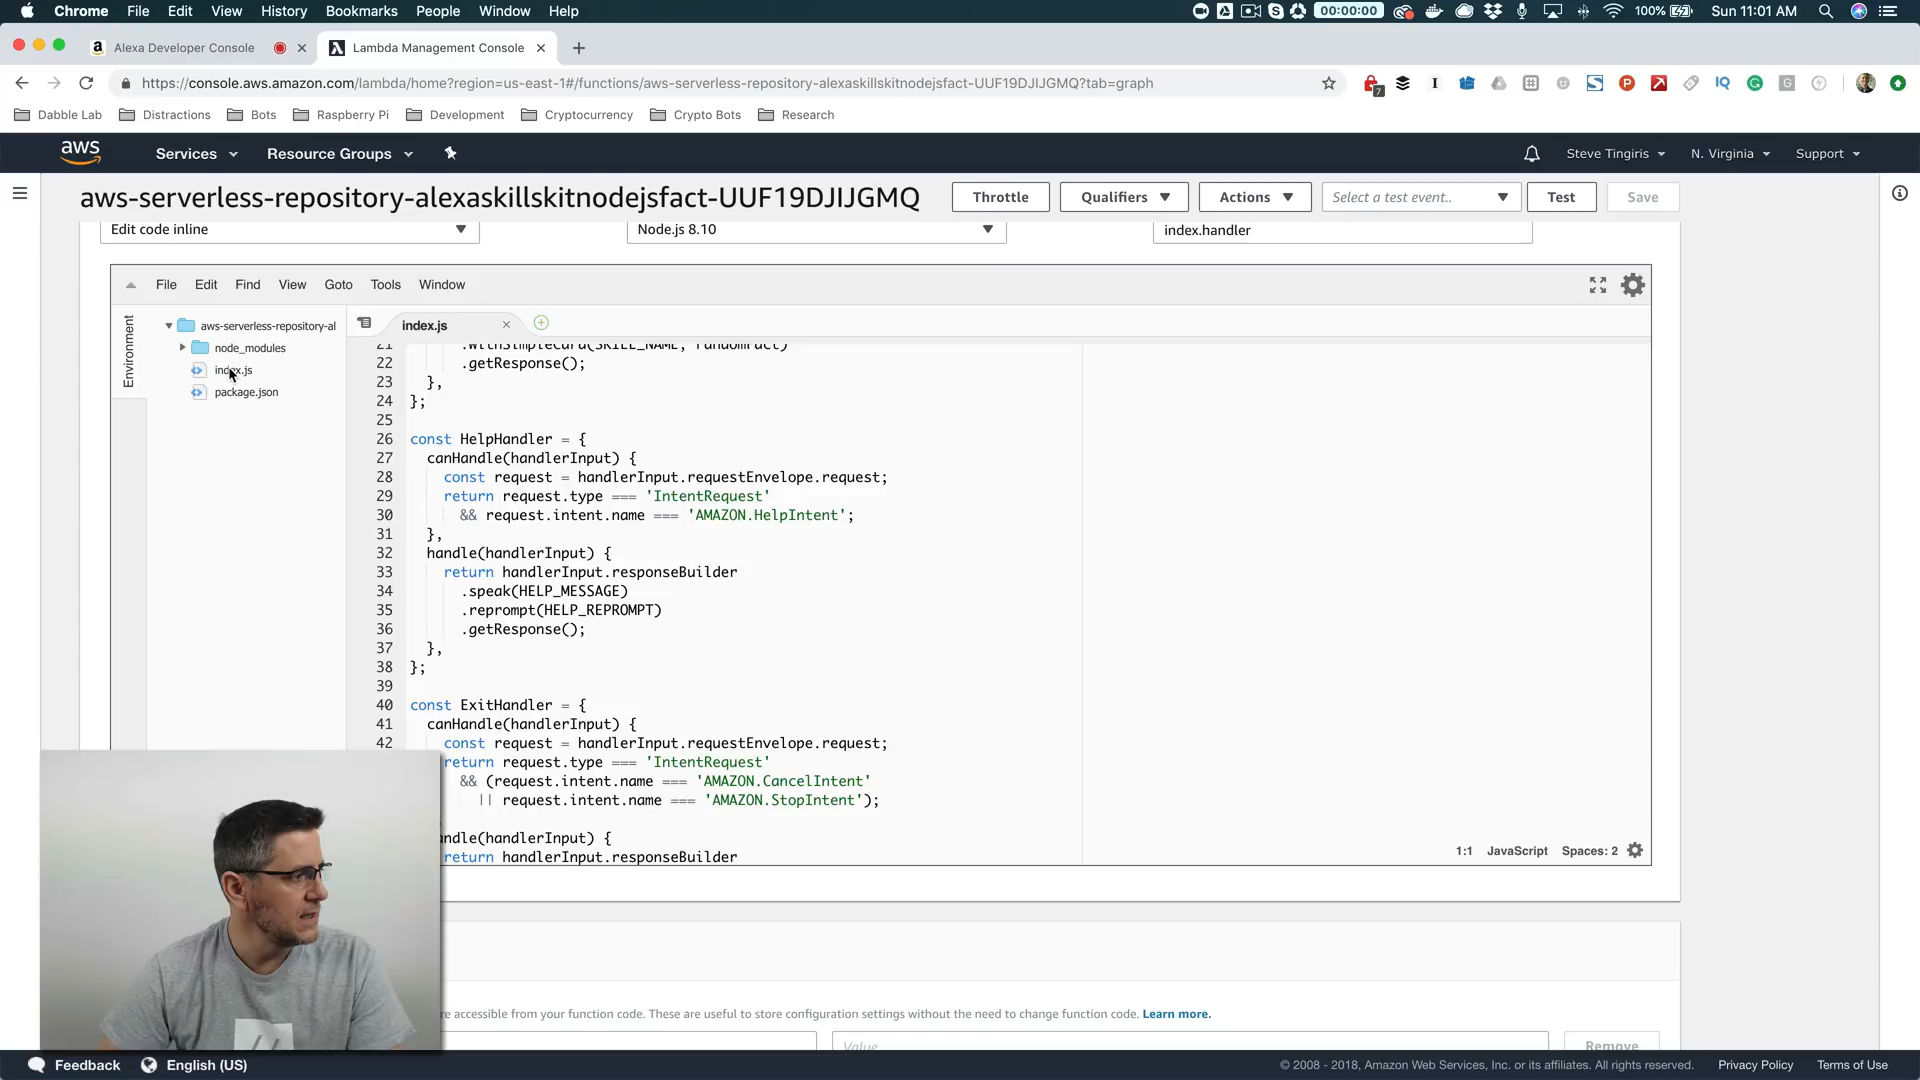 Chrome File Edit View History Bookmarks People Window Help 00:00:00 100% Sun 11:01 AM
Alexa Developer Console Lambda Management Console
https://console.aws.amazon.com/lambda/home?region=us-east-1#/functions/aws-serverless-repository-alexaskillskitnodejsfact-UUF19DJIJGMQ?tab=graph
Dabble Lab Distractions Bots Raspberry Pi Development Cryptocurrency Crypto Bots Research
aws Services Resource Groups Steve Tingiris N. Virginia Support
aws-serverless-repository-alexaskillskitnodejsfact-UUF19DJIJGMQ Throttle Qualifiers Actions Select a test event.. Test Save
Edit code inline Node.js 8.10 index.handler
File Edit Find View Goto Tools Window
Environment
aws-serverless-repository-al
node_modules
index.js
package.json
index.js
21 .withSimpleCard(SKILL_NAME, randomFact)
22 .getResponse();
23 },
24 };
25
26 const HelpHandler = {
27 canHandle(handlerInput) {
28 const request = handlerInput.requestEnvelope.request;
29 return request.type === 'IntentRequest'
30 && request.intent.name === 'AMAZON.HelpIntent';
31 },
32 handle(handlerInput) {
33 return handlerInput.responseBuilder
34 .speak(HELP_MESSAGE)
35 .reprompt(HELP_REPROMPT)
36 .getResponse();
37 },
38 };
39
40 const ExitHandler = {
41 canHandle(handlerInput) {
42 const request = handlerInput.requestEnvelope.request;
return request.type === 'IntentRequest'
&& (request.intent.name === 'AMAZON.CancelIntent'
|| request.intent.name === 'AMAZON.StopIntent');
andle(handlerInput) {
return handlerInput.responseBuilder
1:1 JavaScript Spaces: 2
re accessible from your function code. These are useful to store configuration settings without the need to change function code. Learn more.
Value Remove
Feedback English (US) © 2008 - 2018, Amazon Web Services, Inc. or its affiliates. All rights reserved. Privacy Policy Terms of Use